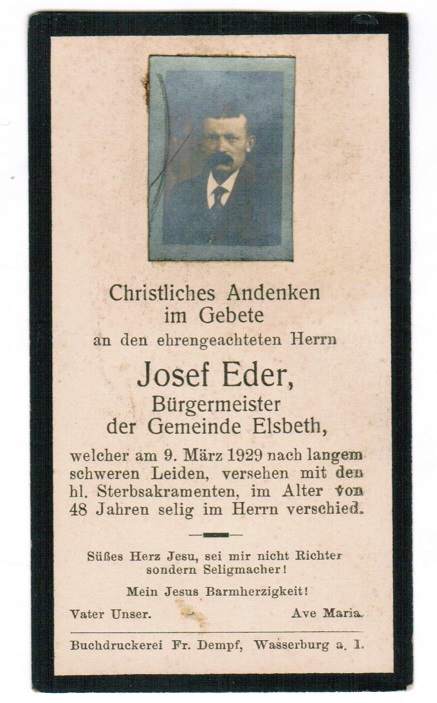 Christliches Andenken
im Gebete
an den ehrengeachteten Herrn
Josef Eder,
Bürgermeister
der Gemeinde Elsbeth,
welcher am 9. März 1929 nach langem
schweren Leiden, versehen mit den
hl. Sterbsakramenten, im Alter von
48 Jahren selig im Herrn verschied.
Süßes Herz Jesu, sei mir nicht Richter
sondern Seligmacher!
Mein Jesus Barmherzigkeit!
Vater Unser. Ave Maria.
Buchdruckerei Fr. Dempf, Wasserburg a. I.